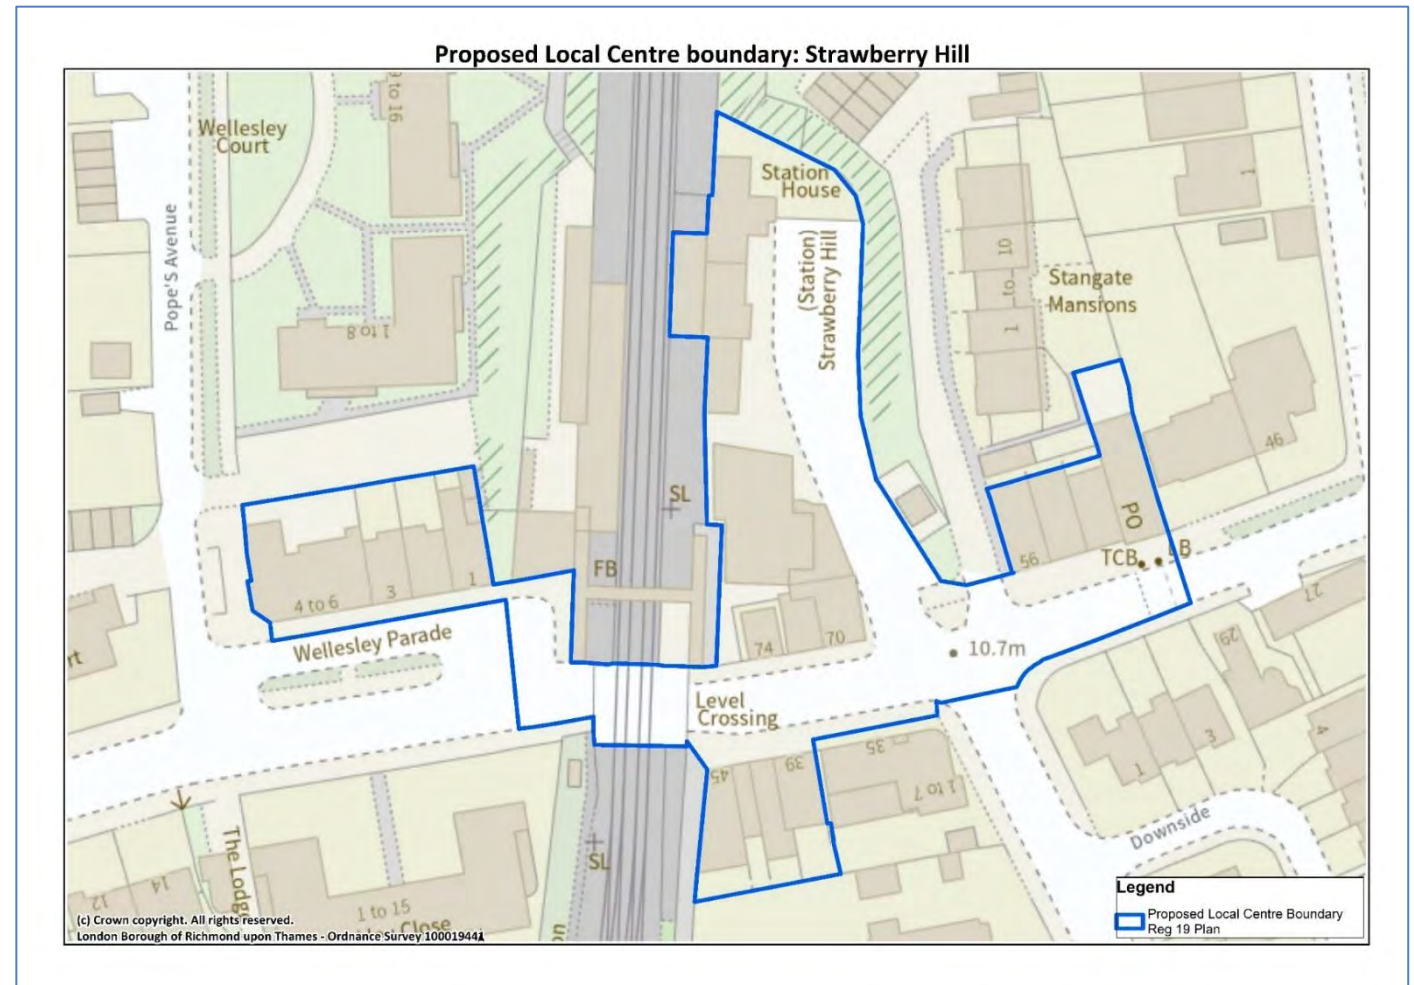 Proposed Local Centre boundary: Strawberry Hill
9 to 16
Wellesley
Court
Station
House
1
Pope'S Avenue
(Station)
Strawberry Hill
10
to
1
Stangate
Mansions
1 to 8
46
SL
PO
FB
56
TCB
LB
4 to 6
3
1
27
Wellesley Parade
74
70
10.7m
29
Level
Crossing
45
39
35
1 to 7
1
3
4
Downside
SL
The Lodge
14
12
1 to 15
Close
(c) Crown copyright. All rights reserved.
London Borough of Richmond upon Thames - Ordnance Survey 100019441
Legend
Proposed Local Centre Boundary
Reg 19 Plan